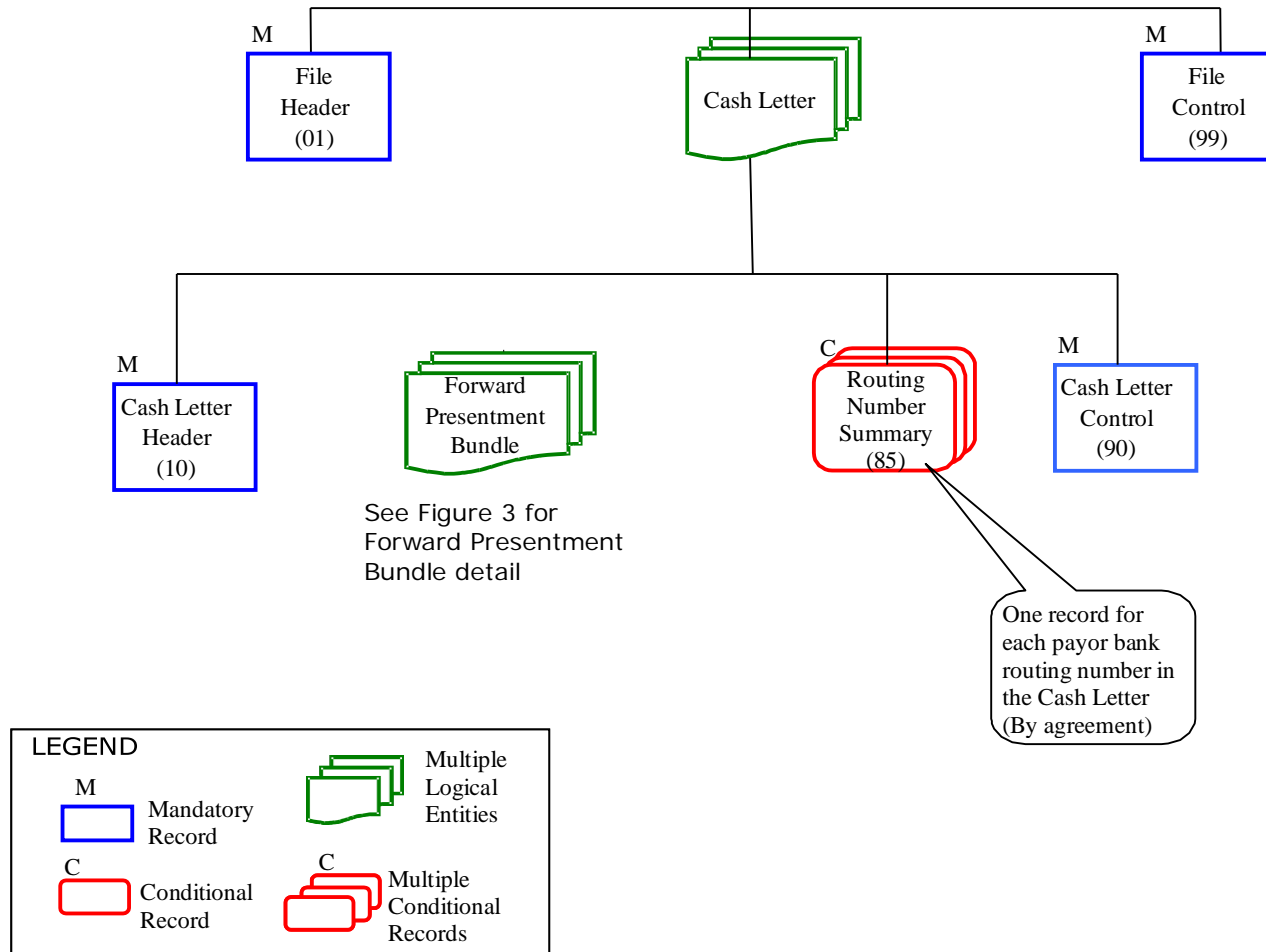 M
File
Header
(01)
Cash Letter
M
File
Control
(99)
M
Cash Letter
Header
(10)
Forward
Presentment
Bundle
See Figure 3 for
Forward Presentment
Bundle detail
C
Routing
Number
Summary
(85)
M
Cash Letter
Control
(90)
One record for
each payor bank
routing number in
the Cash Letter
(By agreement)
LEGEND
M
Mandatory
Record
Multiple
Logical
Entities
C
Conditional
Record
C
Multiple
Conditional
Records